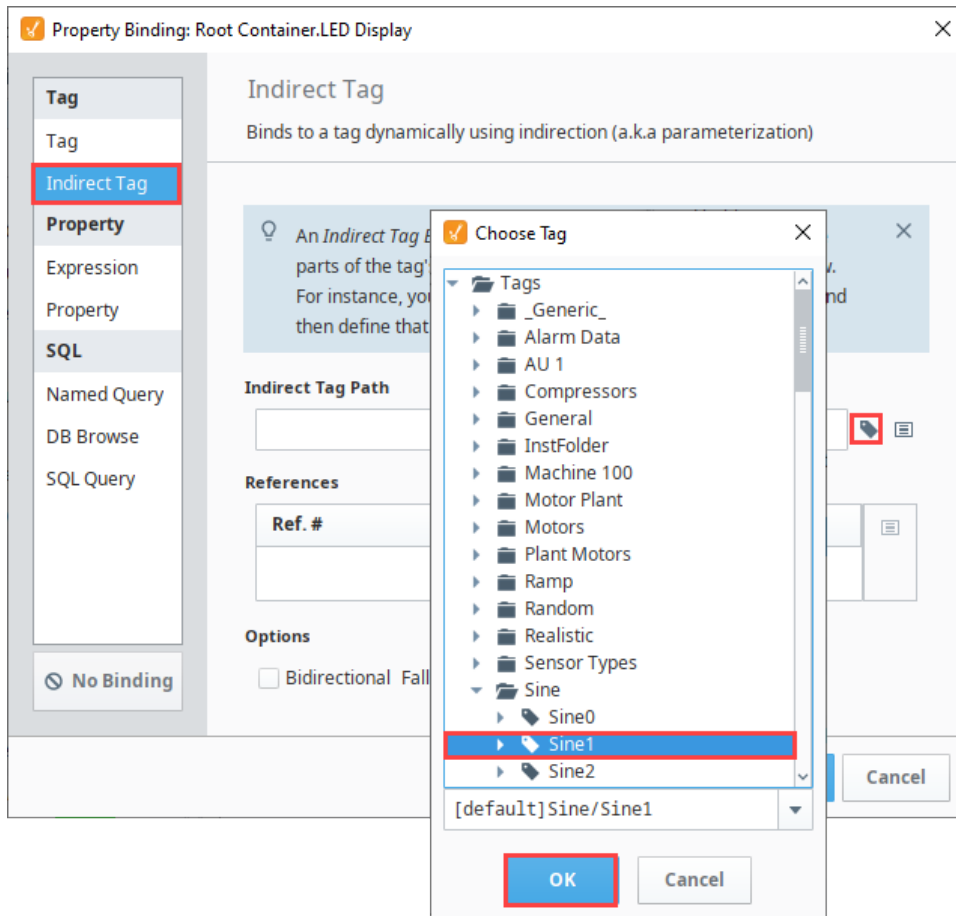 Property Binding: Root Container.LED Display
Tag
Tag
Indirect Tag
Property
Expression
Property
SQL
Named Query
DB Browse
SQL Query
No Binding
Indirect Tag
Binds to a tag dynamically using indirection (a.k.a parameterization)
An Indirect Tag
parts of the tag'
For instance, you
nd
then define that
Indirect Tag Path
References
Ref. #
Options
Bidirectional Fall
Cancel
Choose Tag
Tags
_Generic_
Alarm Data
AU 1
Compressors
General
InstFolder
Machine 100
Motor Plant
Motors
Plant Motors
Ramp
Random
Realistic
Sensor Types
Sine
Sine0
Sine1
Sine2
[default]Sine/Sine1
OK
Cancel